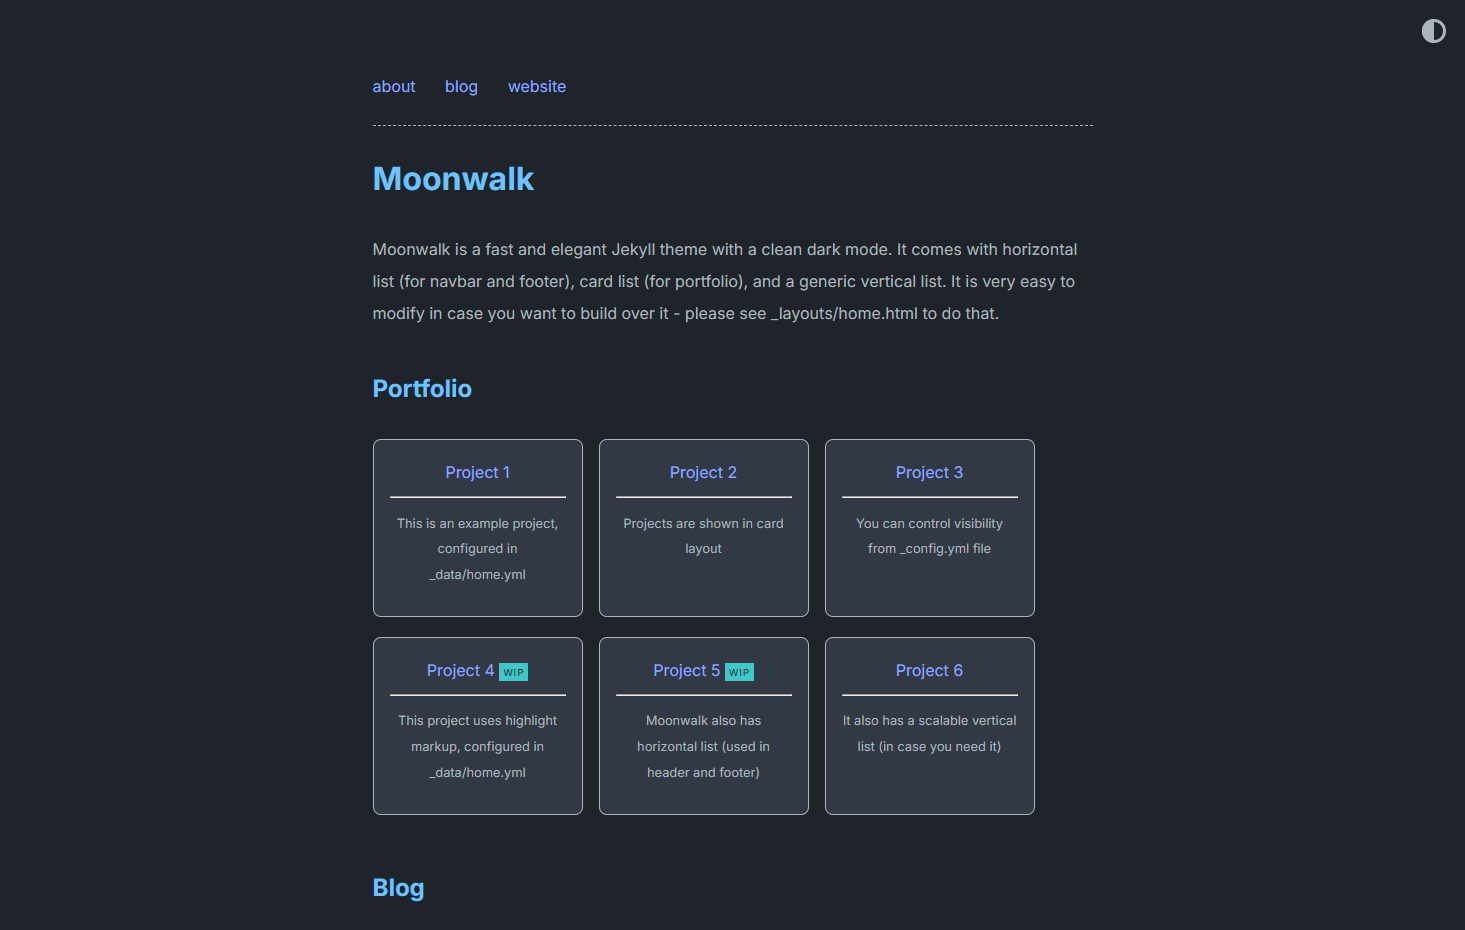 about blog website
Moonwalk
Moonwalk is a fast and elegant Jekyll theme with a clean dark mode. It comes with horizontal
list (for navbar and footer), card list (for portfolio), and a generic vertical list. It is very easy to
modify in case you want to build over it - please see _layouts/home.html to do that.
Portfolio
Project 1
This is an example project,
configured in
_data/home.yml
Project 2
Projects are shown in card
layout
Project 3
You can control visibility
from _config.yml file
Project 4 WIP
This project uses highlight
markup, configured in
_data/home.yml
Project 5 WIP
Moonwalk also has
horizontal list (used in
header and footer)
Project 6
It also has a scalable vertical
list (in case you need it)
Blog